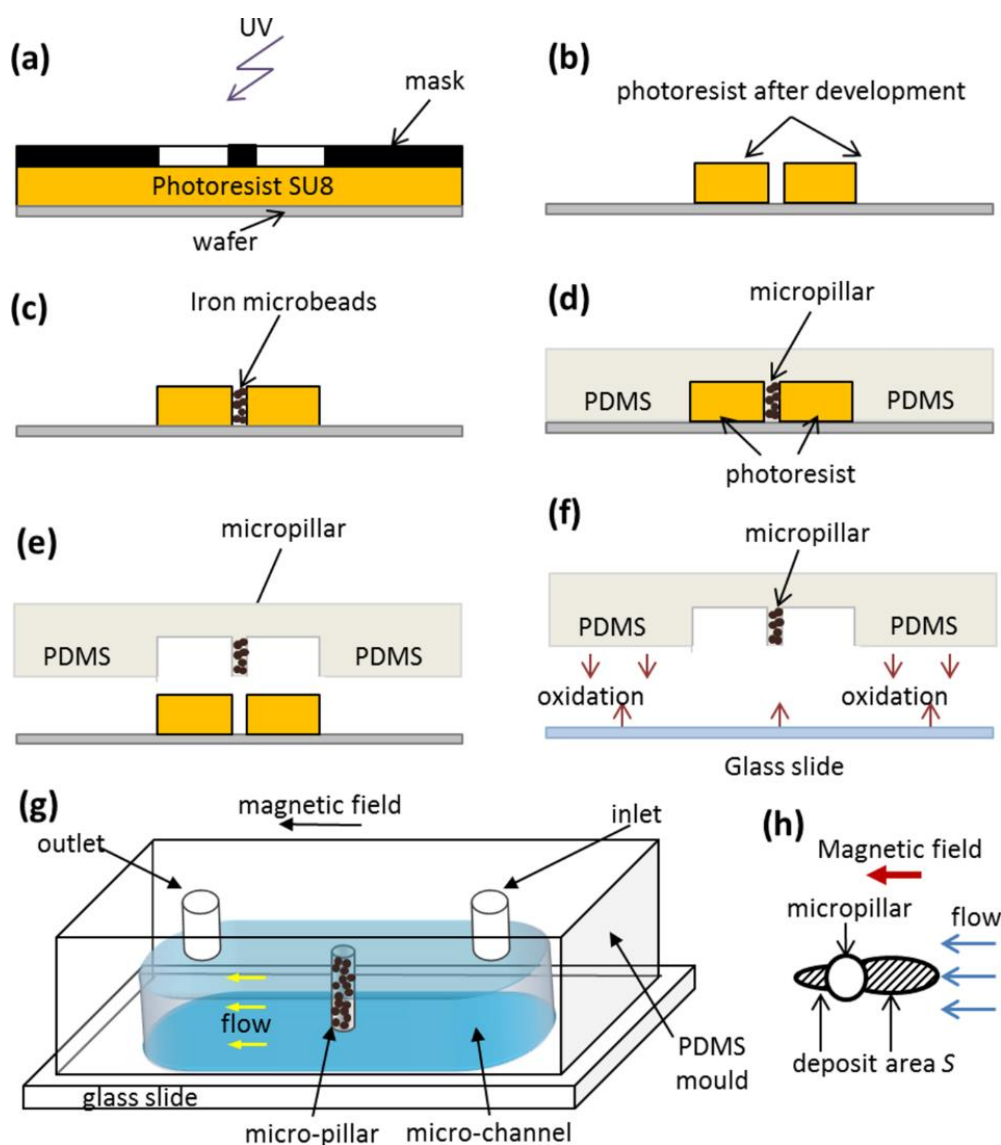 UV
(a)
mask
Photoresist SU8
wafer
(b)
photoresist after development
(c)
Iron microbeads
(d)
micropillar
PDMS
PDMS
photoresist
(e)
micropillar
PDMS
PDMS
(f)
micropillar
PDMS
PDMS
oxidation
oxidation
Glass slide
(g)
magnetic field
outlet
inlet
flow
PDMS
mould
glass slide
micro-pillar
micro-channel
(h)
Magnetic field
micropillar
flow
deposit area S